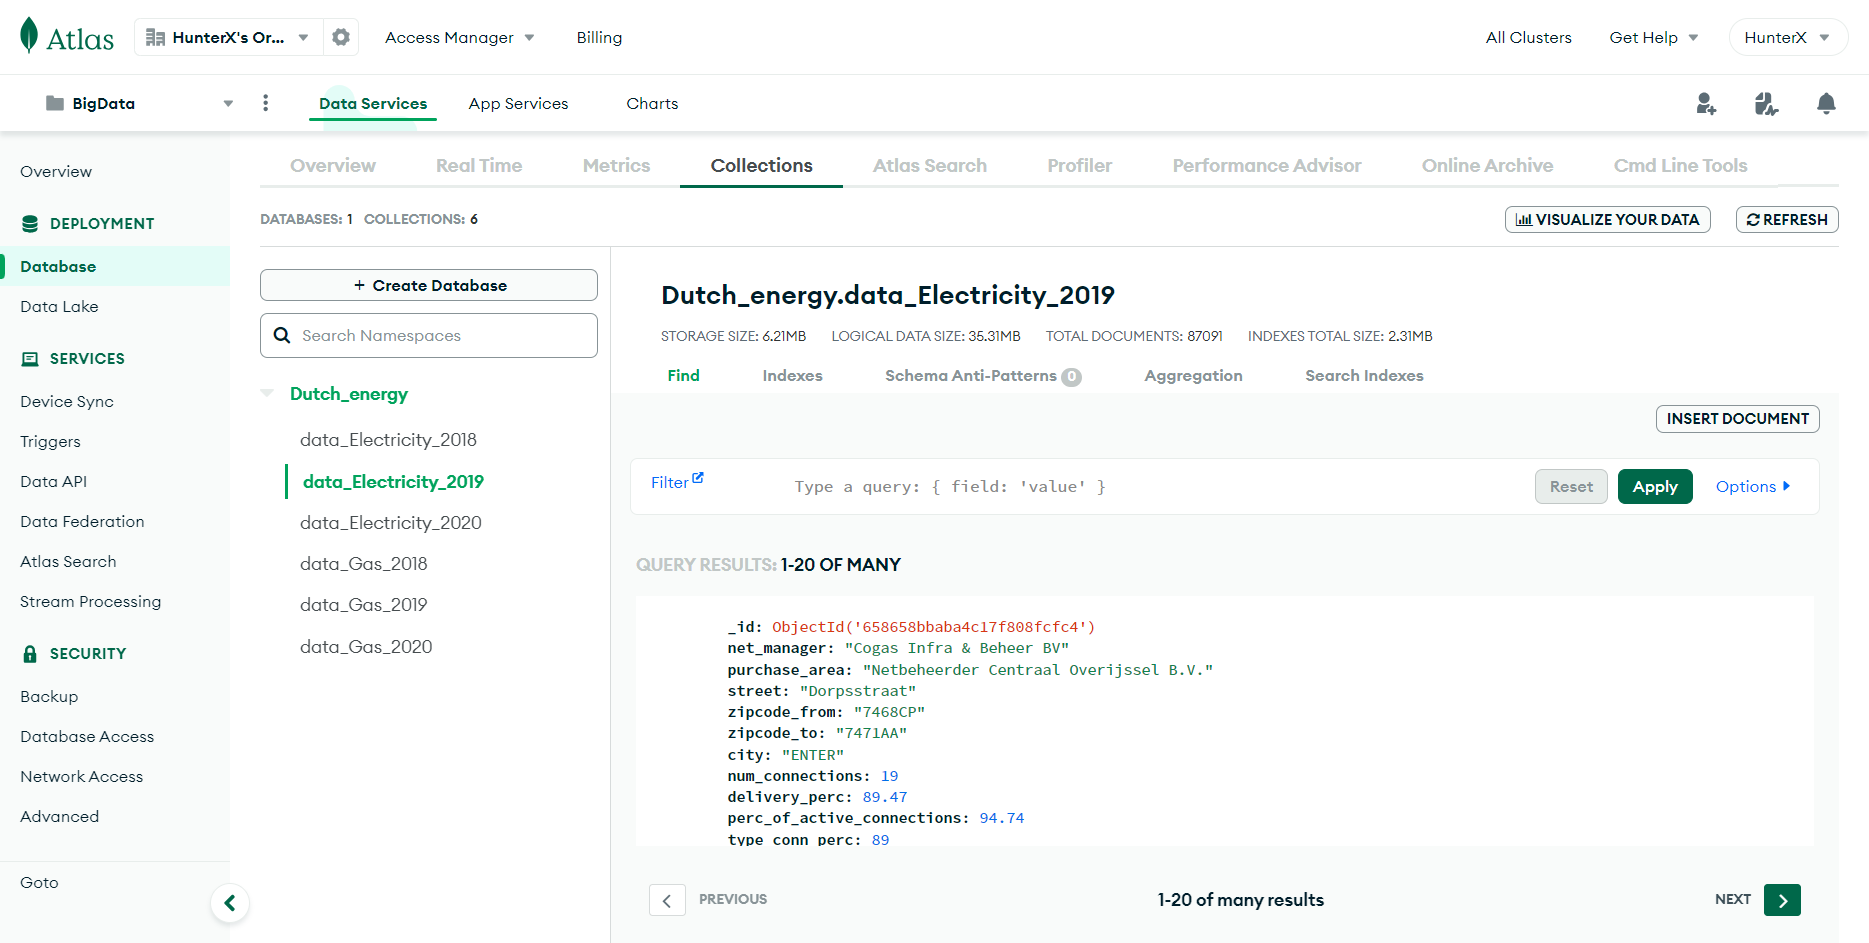 Atlas
HunterX's Or...
Access Manager
Billing
All Clusters
Get Help
HunterX
BigData
Data Services
App Services
Charts
Overview
DEPLOYMENT
Database
Data Lake
SERVICES
Device Sync
Triggers
Data API
Data Federation
Atlas Search
Stream Processing
SECURITY
Backup
Database Access
Network Access
Advanced
Goto
Overview
Real Time
Metrics
Collections
Atlas Search
Profiler
Performance Advisor
Online Archive
Cmd Line Tools
DATABASES: 1 COLLECTIONS: 6
VISUALIZE YOUR DATA
REFRESH
+ Create Database
Search Namespaces
Dutch_energy
data_Electricity_2018
data_Electricity_2019
data_Electricity_2020
data_Gas_2018
data_Gas_2019
data_Gas_2020
Dutch_energy.data_Electricity_2019
STORAGE SIZE: 6.21MB LOGICAL DATA SIZE: 35.31MB TOTAL DOCUMENTS: 87091 INDEXES TOTAL SIZE: 2.31MB
Find
Indexes
Schema Anti-Patterns 0
Aggregation
Search Indexes
INSERT DOCUMENT
Filter
Type a query: { field: 'value' }
Reset
Apply
Options
QUERY RESULTS: 1-20 OF MANY
_id: ObjectId('658658bbaba4c17f808fcfc4')
net_manager: "Cogas Infra & Beheer BV"
purchase_area: "Netbeheerder Centraal Overijssel B.V."
street: "Dorpsstraat"
zipcode_from: "7468CP"
zipcode_to: "7471AA"
city: "ENTER"
num_connections: 19
delivery_perc: 89.47
perc_of_active_connections: 94.74
type_conn_perc: 89
PREVIOUS
1-20 of many results
NEXT